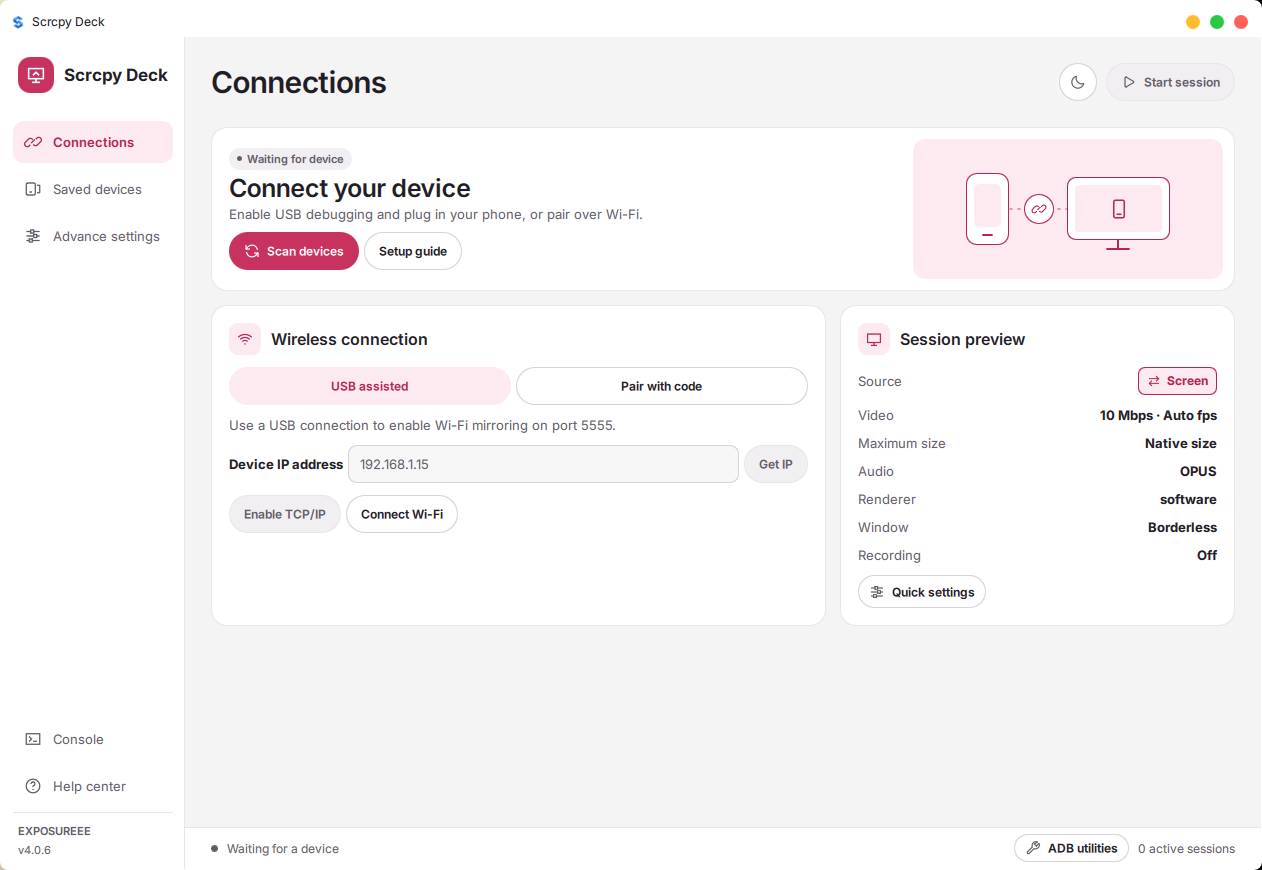 Scrcpy Deck
Scrcpy Deck
Connections
Saved devices
Advance settings
Console
Help center
EXPOSUREEE
v4.0.6
Connections
Start session
Waiting for device
Connect your device
Enable USB debugging and plug in your phone, or pair over Wi-Fi.
Scan devices
Setup guide
Wireless connection
USB assisted
Pair with code
Use a USB connection to enable Wi-Fi mirroring on port 5555.
Device IP address
192.168.1.15
Get IP
Enable TCP/IP
Connect Wi-Fi
Session preview
Source
Screen
Video
10 Mbps · Auto fps
Maximum size
Native size
Audio
OPUS
Renderer
software
Window
Borderless
Recording
Off
Quick settings
Waiting for a device
ADB utilities
0 active sessions